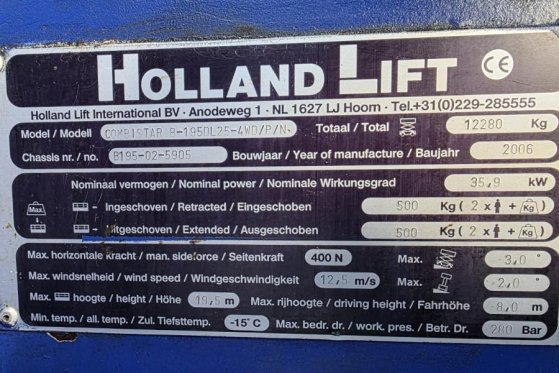 HOLLAND LIFT CE
Holland Lift International BV · Anodeweg 1 · NL 1627 LJ Hoorn · Tel.+31(0)229-285555
Model / Modell COMBISTAR B-195DL25-4WD/P/N Totaal / Total 12280 Kg
Chassis nr. / no. B195-02-5905 Bouwjaar / Year of manufacture / Baujahr 2006
Nominaal vermogen / Nominal power / Nominale Wirkungsgrad 35,9 kW
Max. Ingeschoven / Retracted / Eingeschoben 500 Kg ( 2 x + Kg )
Uitgeschoven / Extended / Ausgeschoben 500 Kg ( 2 x + Kg )
Max. horizontale kracht / man. sideforce / Seitenkraft 400 N Max. 3,0 °
Max. windsnelheid / wind speed / Windgeschwindigkeit 12,5 m/s Max. 2,0 °
Max. hoogte / height / Höhe 19,5 m Max. rijhoogte / driving height / Fahrhöhe 8,0 m
Min. temp. / all. temp. / Zul. Tiefsttemp. -15° C Max. bedr. dr. / work. pres. / Betr. Dr. 280 Bar